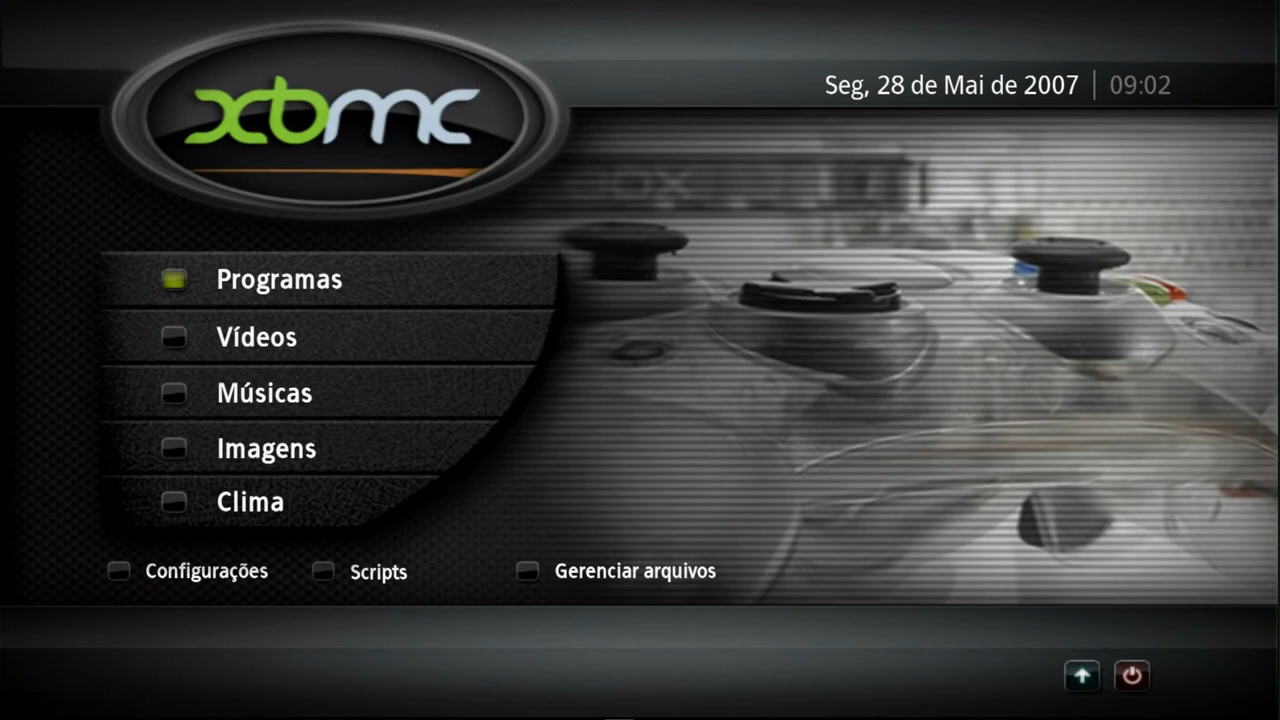 xbmc
Seg, 28 de Mai de 2007 | 09:02
Programas
Vídeos
Músicas
Imagens
Clima
Configurações
Scripts
Gerenciar arquivos